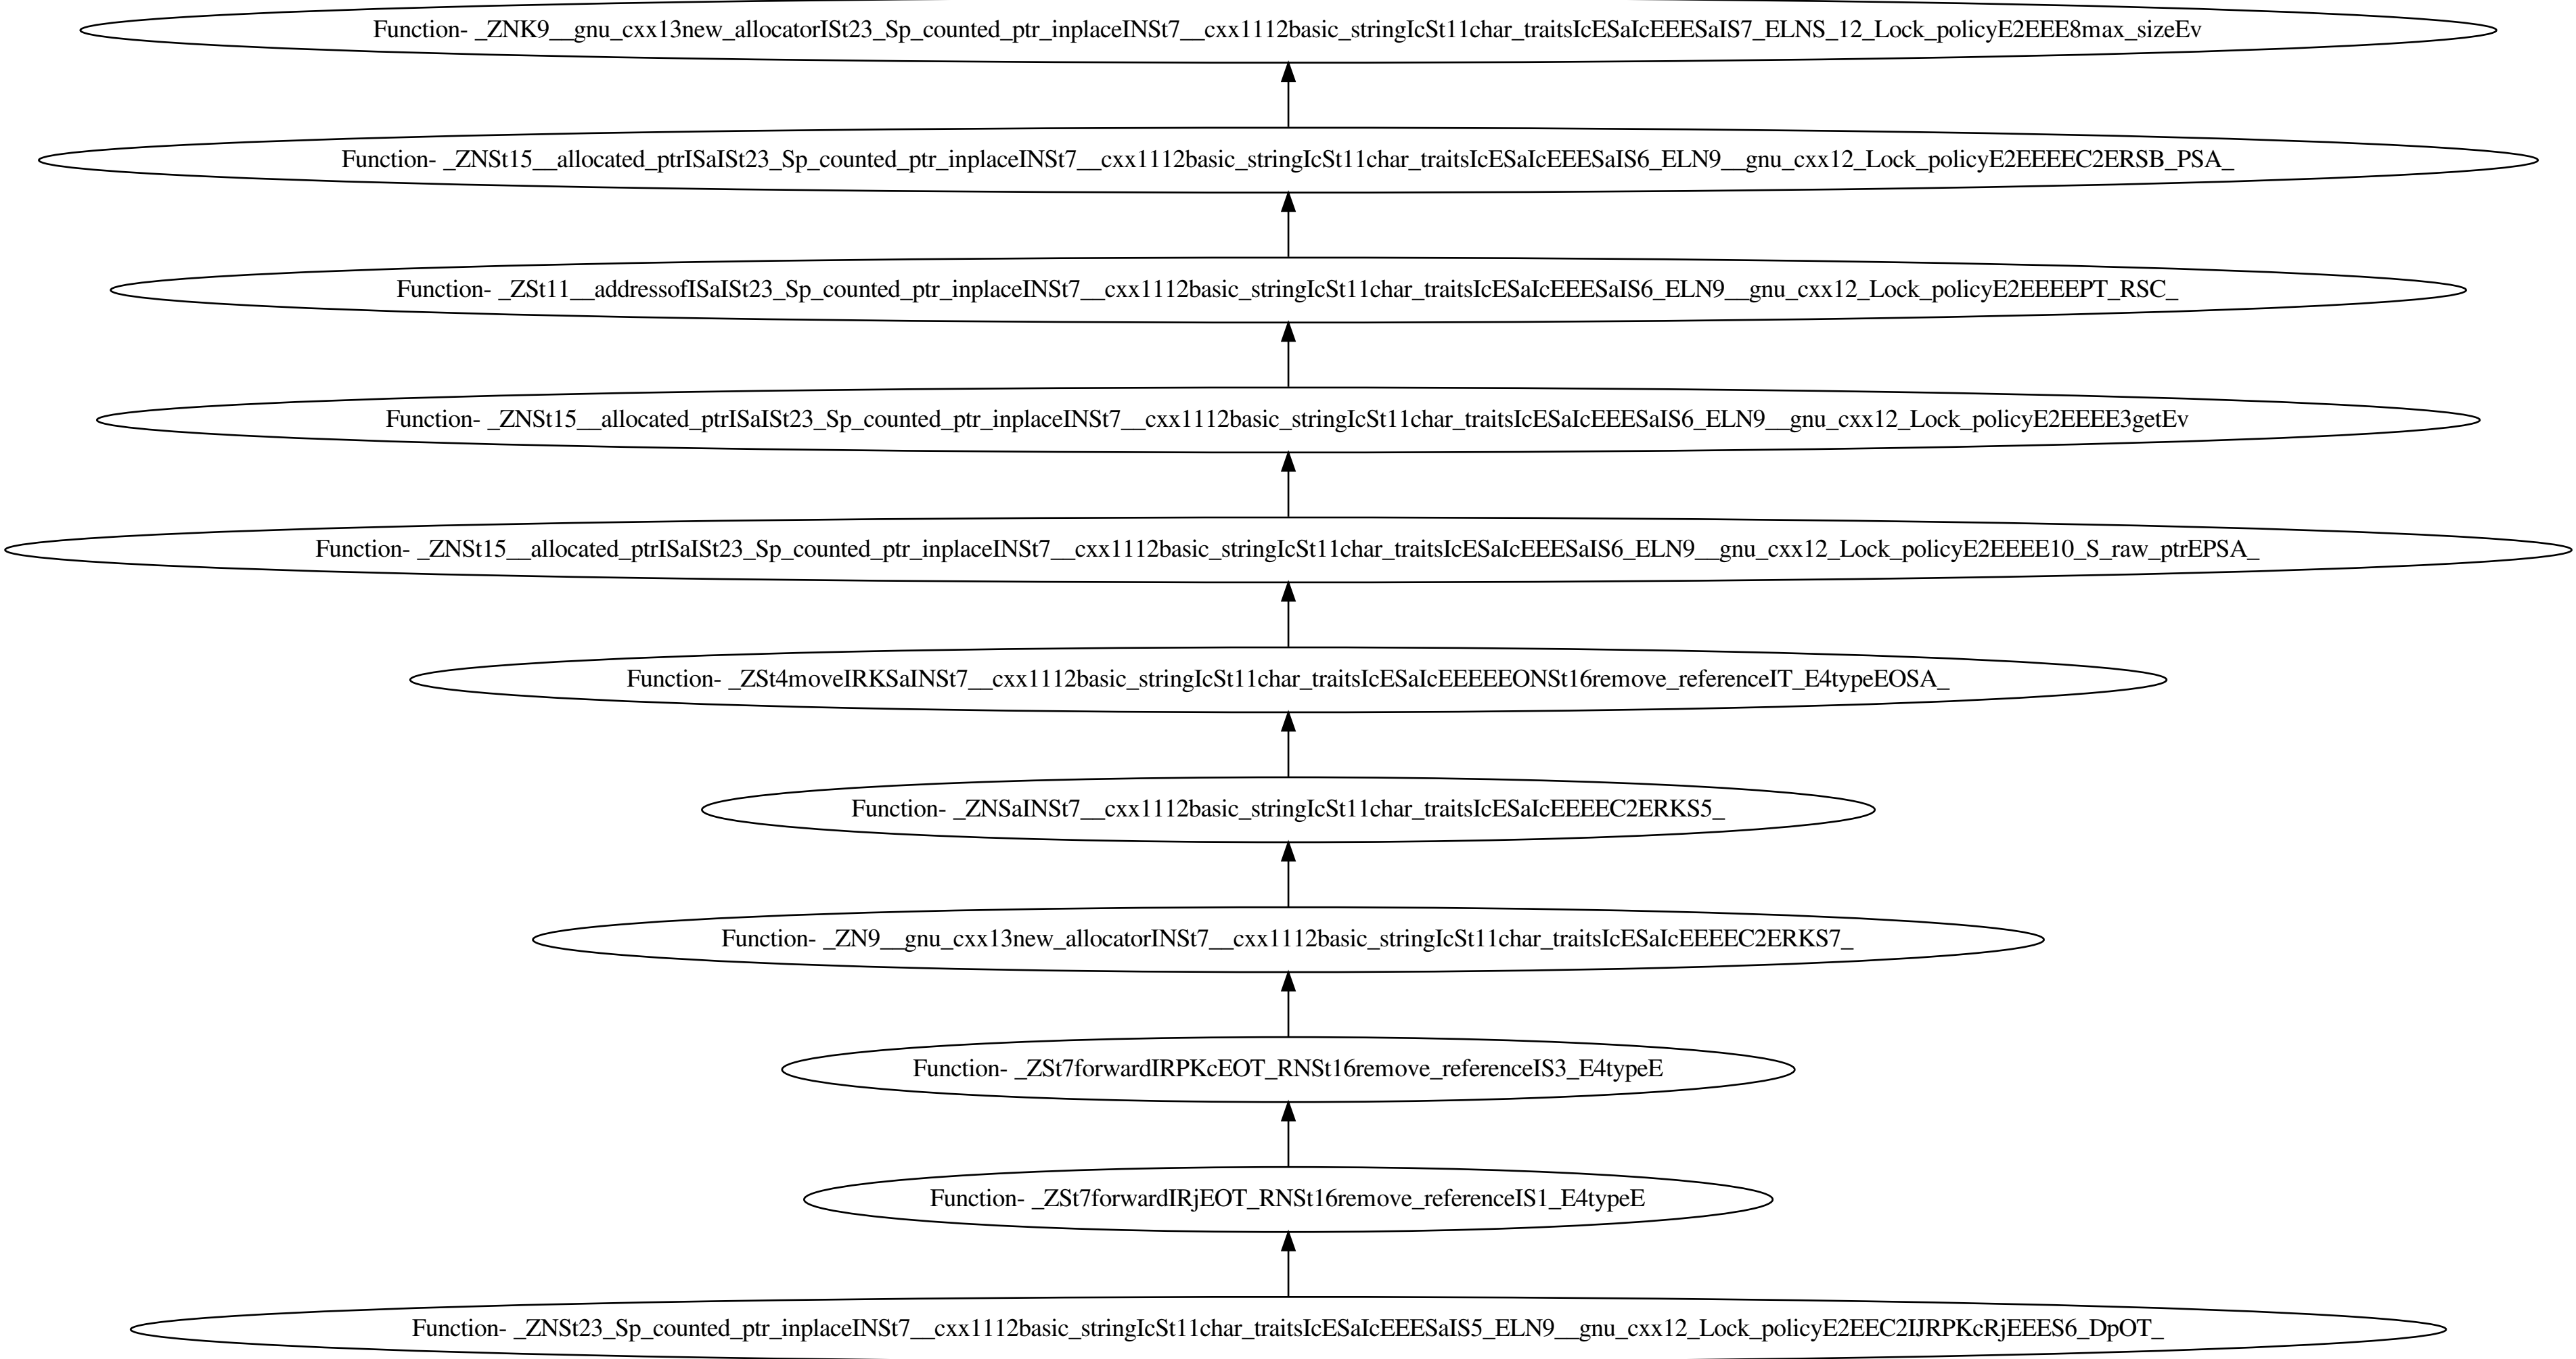 Function- _ZNK9__gnu_cxx13new_allocatorISt23_Sp_counted_ptr_inplaceINSt7__cxx1112basic_stringIcSt11char_traitsIcESaIcEEESaIS7_ELNS_12_Lock_policyE2EEE8max_sizeEv
Function- _ZNSt15__allocated_ptrISaISt23_Sp_counted_ptr_inplaceINSt7__cxx1112basic_stringIcSt11char_traitsIcESaIcEEESaIS6_ELN9__gnu_cxx12_Lock_policyE2EEEEC2ERSB_PSA_
Function- _ZSt11__addressofISaISt23_Sp_counted_ptr_inplaceINSt7__cxx1112basic_stringIcSt11char_traitsIcESaIcEEESaIS6_ELN9__gnu_cxx12_Lock_policyE2EEEEPT_RSC_
Function- _ZNSt15__allocated_ptrISaISt23_Sp_counted_ptr_inplaceINSt7__cxx1112basic_stringIcSt11char_traitsIcESaIcEEESaIS6_ELN9__gnu_cxx12_Lock_policyE2EEEE3getEv
Function- _ZNSt15__allocated_ptrISaISt23_Sp_counted_ptr_inplaceINSt7__cxx1112basic_stringIcSt11char_traitsIcESaIcEEESaIS6_ELN9__gnu_cxx12_Lock_policyE2EEEE10_S_raw_ptrEPSA_
Function- _ZSt4moveIRKSaINSt7__cxx1112basic_stringIcSt11char_traitsIcESaIcEEEEEONSt16remove_referenceIT_E4typeEOSA_
Function- _ZNSaINSt7__cxx1112basic_stringIcSt11char_traitsIcESaIcEEEEC2ERKS5_
Function- _ZN9__gnu_cxx13new_allocatorINSt7__cxx1112basic_stringIcSt11char_traitsIcESaIcEEEEC2ERKS7_
Function- _ZSt7forwardIRPKcEOT_RNSt16remove_referenceIS3_E4typeE
Function- _ZSt7forwardIRjEOT_RNSt16remove_referenceIS1_E4typeE
Function- _ZNSt23_Sp_counted_ptr_inplaceINSt7__cxx1112basic_stringIcSt11char_traitsIcESaIcEEESaIS5_ELN9__gnu_cxx12_Lock_policyE2EEC2IJRPKcRjEEES6_DpOT_